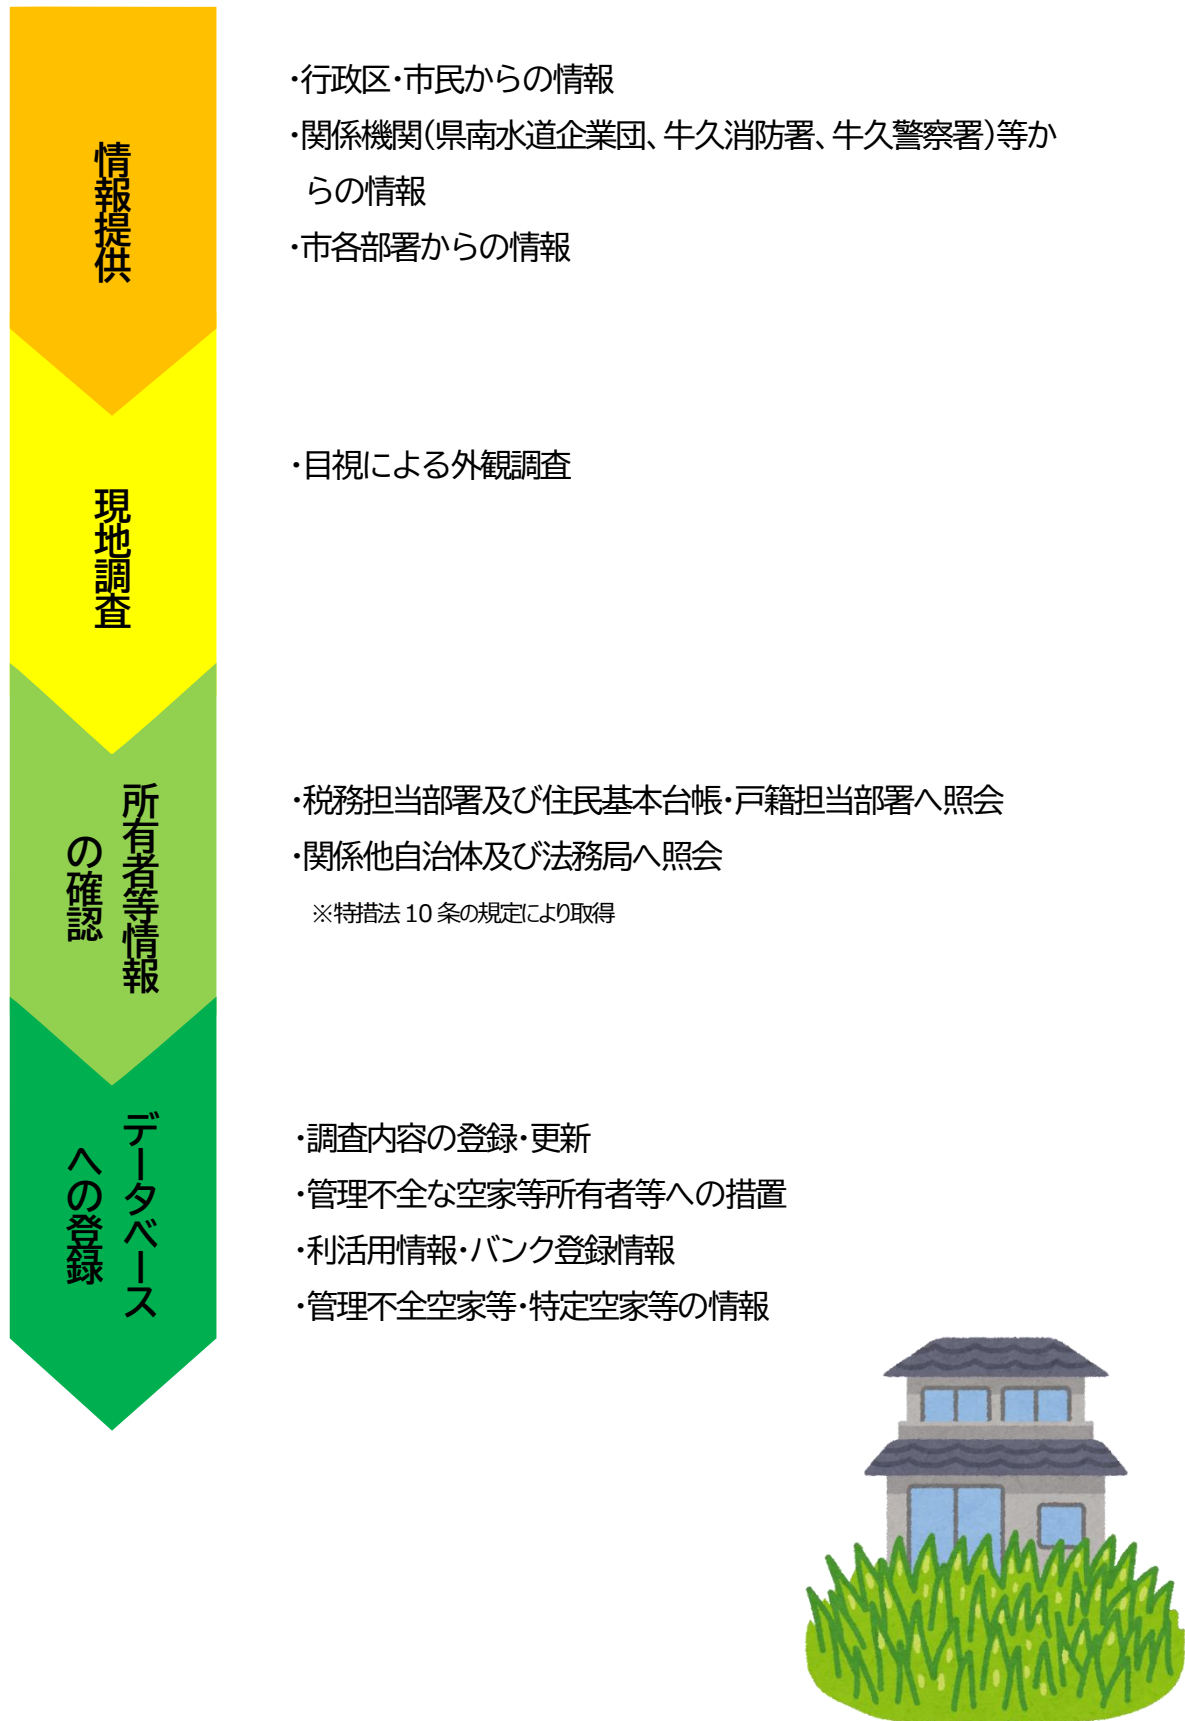 情報提供
・行政区・市民からの情報
・関係機関（県南水道企業団、牛久消防署、牛久警察署）等か
らの情報
・市各部署からの情報
現地調査
・目視による外観調査
所有者等情報
の確認
・税務担当部署及び住民基本台帳・戸籍担当部署へ照会
・関係他自治体及び法務局へ照会
※特措法 10 条の規定により取得
データベース
への登録
・調査内容の登録・更新
・管理不全な空家等所有者等への措置
・利活用情報・バンク登録情報
・管理不全空家等・特定空家等の情報